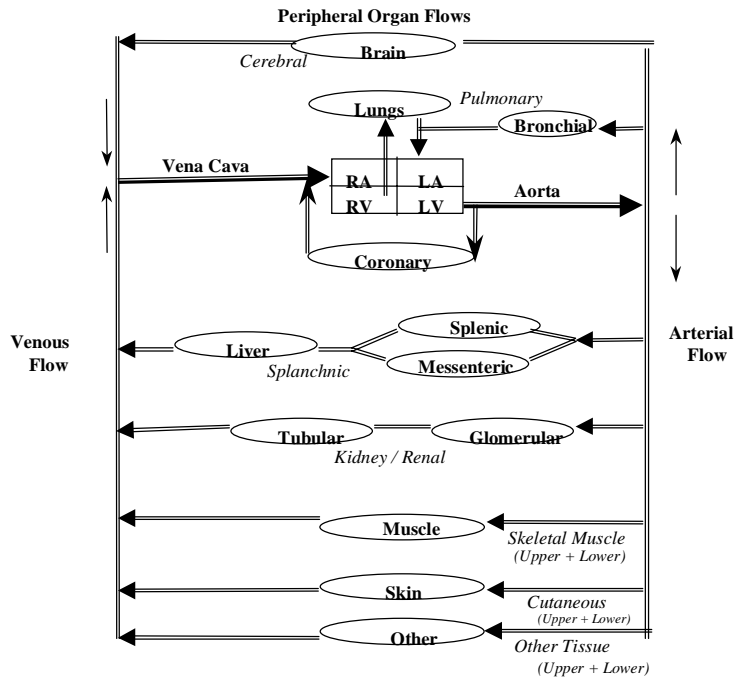 Peripheral Organ Flows
Brain
Cerebral
Lungs
Pulmonary
Bronchial
Vena Cava
RA LA
RV LV
Aorta
Coronary
Venous
Flow
Arterial
Flow
Splenic
Liver
Messenteric
Splanchnic
Tubular
Glomerular
Kidney / Renal
Muscle
Skeletal Muscle
(Upper + Lower)
Skin
Cutaneous
(Upper + Lower)
Other
Other Tissue
(Upper + Lower)